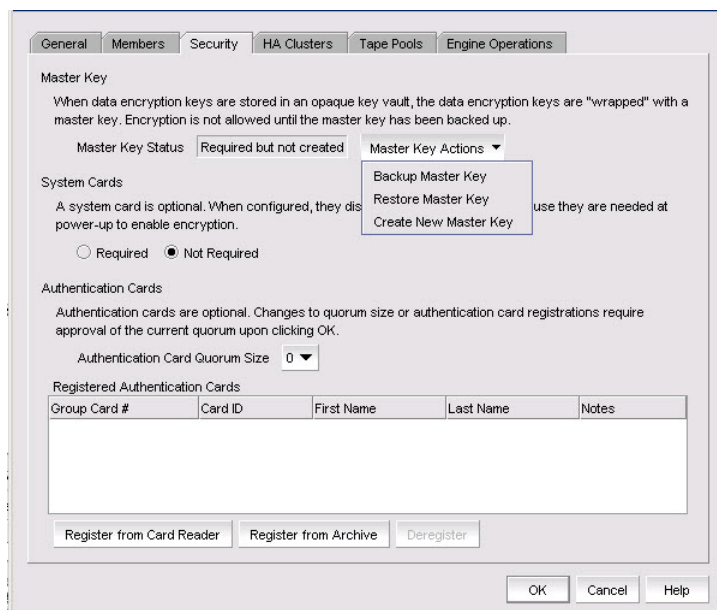 General Members Security HA Clusters Tape Pools Engine Operations
Master Key
When data encryption keys are stored in an opaque key vault, the data encryption keys are "wrapped" with a
master key. Encryption is not allowed until the master key has been backed up.
Master Key Status Required but not created Master Key Actions
Backup Master Key
Restore Master Key
Create New Master Key
System Cards
A system card is optional. When configured, they dis use they are needed at
power-up to enable encryption.
Required Not Required
Authentication Cards
Authentication cards are optional. Changes to quorum size or authentication card registrations require
approval of the current quorum upon clicking OK.
Authentication Card Quorum Size 0
Registered Authentication Cards
Group Card # Card ID First Name Last Name Notes
Register from Card Reader Register from Archive Deregister
OK Cancel Help